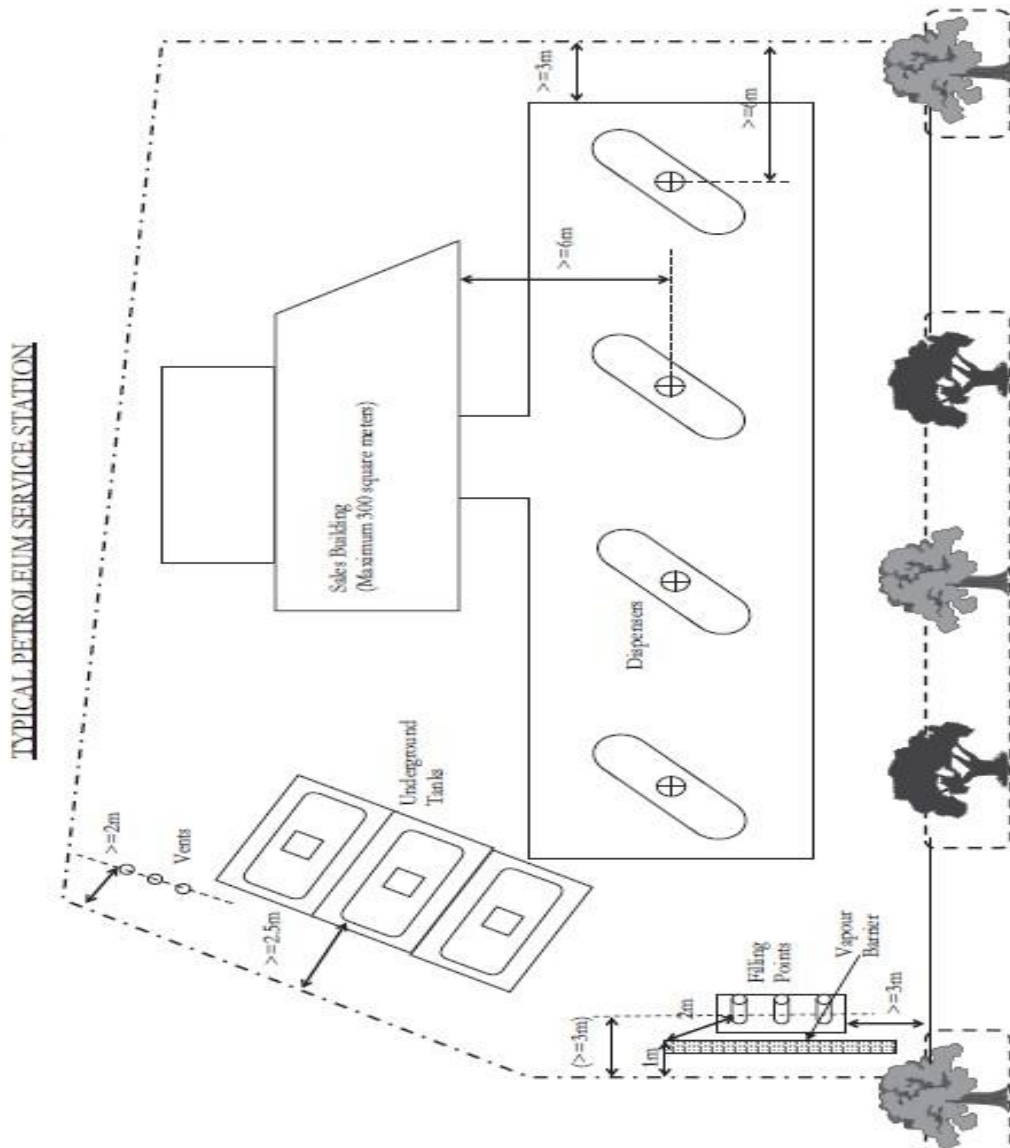 TYPICAL PETROLEUM SERVICE STATION
>=2m
Vents
>=2.5m
Underground
Tanks
Sales Building
(Maximum 300 square meters)
>=3m
>=6m
>=6m
Dispensers
(>=3m)
1m
2m
Filling
Points
Vapour
Barrier
>=3m